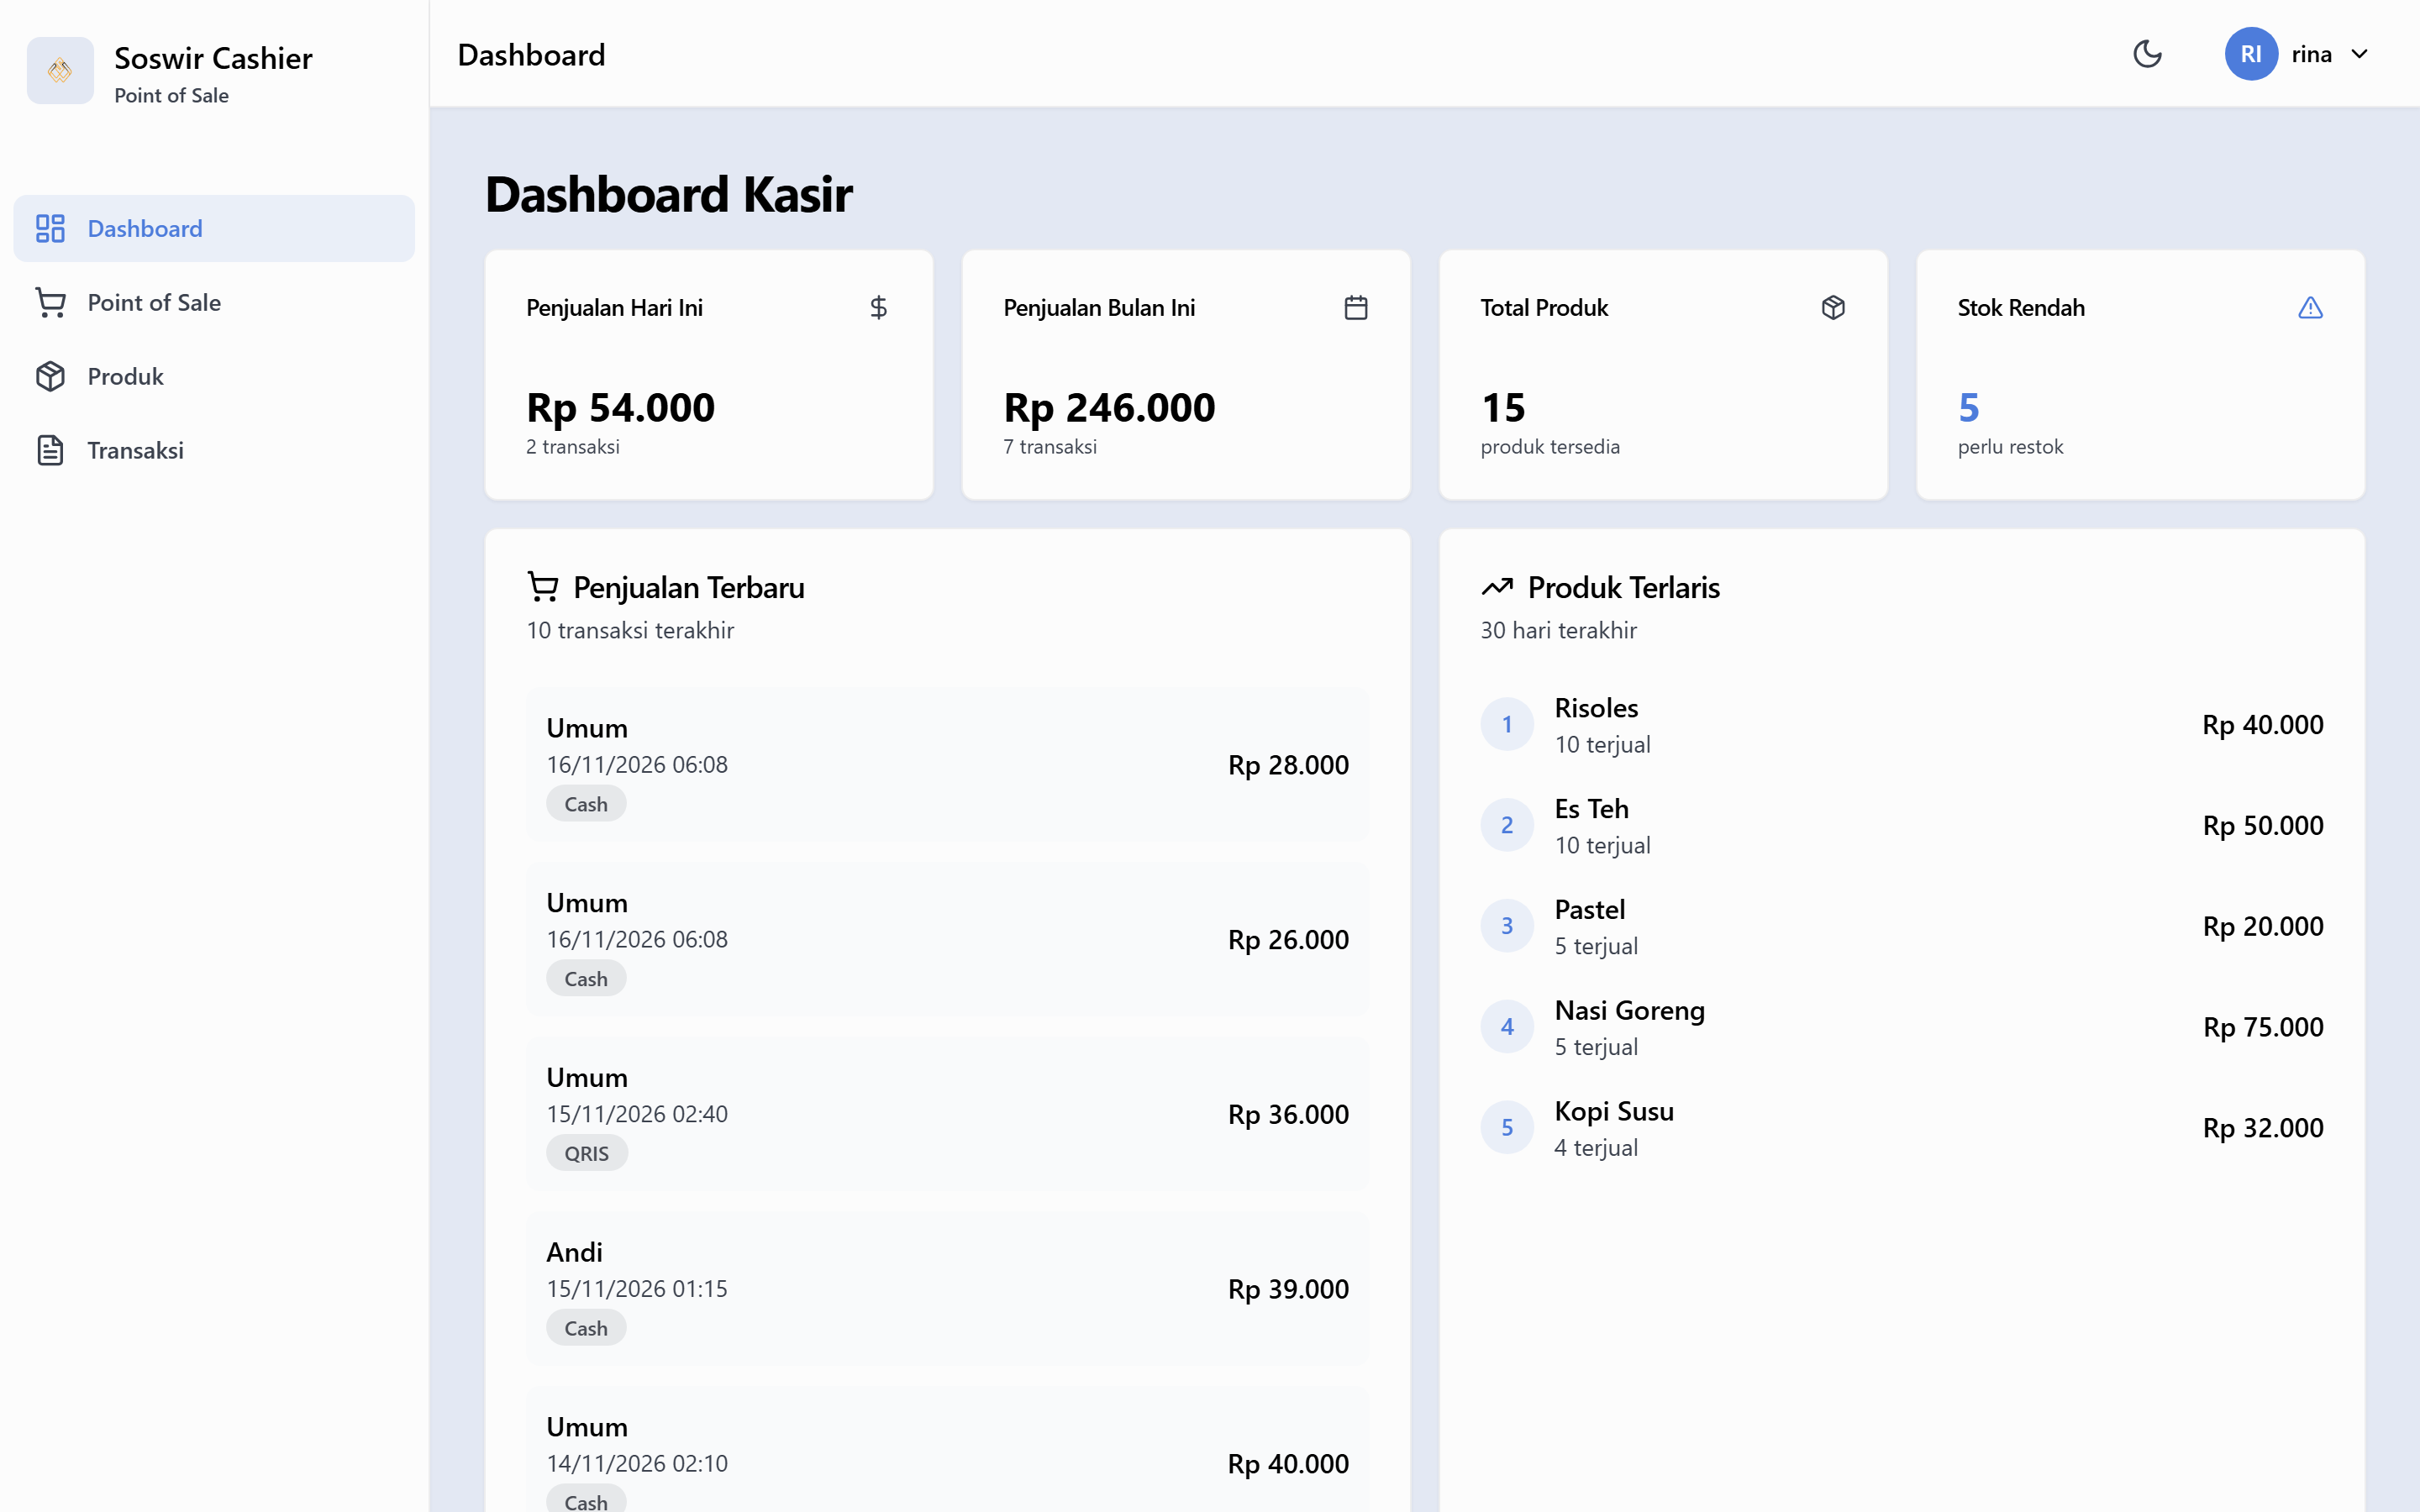 Soswir Cashier
Point of Sale
Dashboard
Point of Sale
Produk
Transaksi
Dashboard
RI
rina
Dashboard Kasir
Penjualan Hari Ini
Rp 54.000
2 transaksi
Penjualan Bulan Ini
Rp 246.000
7 transaksi
Total Produk
15
produk tersedia
Stok Rendah
5
perlu restok
Penjualan Terbaru
10 transaksi terakhir
Umum
16/11/2026 06:08
Cash
Rp 28.000
Umum
16/11/2026 06:08
Cash
Rp 26.000
Umum
15/11/2026 02:40
QRIS
Rp 36.000
Andi
15/11/2026 01:15
Cash
Rp 39.000
Umum
14/11/2026 02:10
Cash
Rp 40.000
Produk Terlaris
30 hari terakhir
1
Risoles
10 terjual
Rp 40.000
2
Es Teh
10 terjual
Rp 50.000
3
Pastel
5 terjual
Rp 20.000
4
Nasi Goreng
5 terjual
Rp 75.000
5
Kopi Susu
4 terjual
Rp 32.000